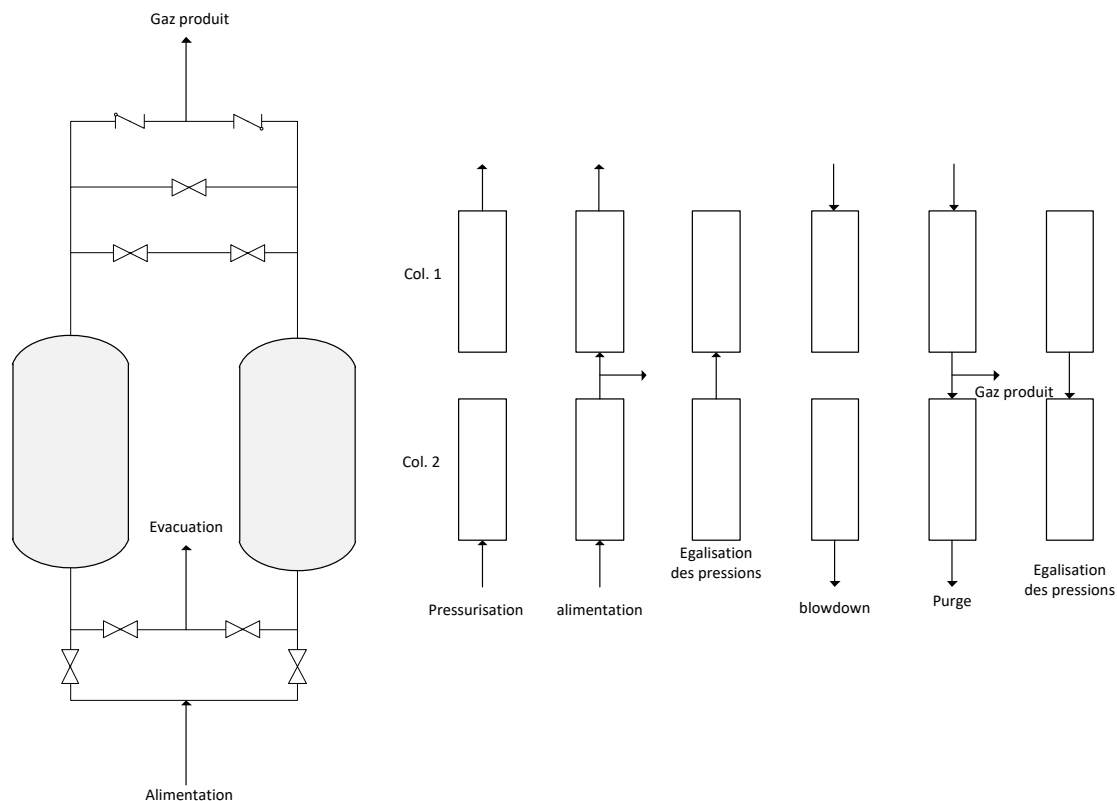 Gaz produit
Col. 1
Gaz produit
Col. 2
Evacuation
Egalisation
des pressions
Egalisation
des pressions
Pressurisation
alimentation
blowdown
Purge
Alimentation